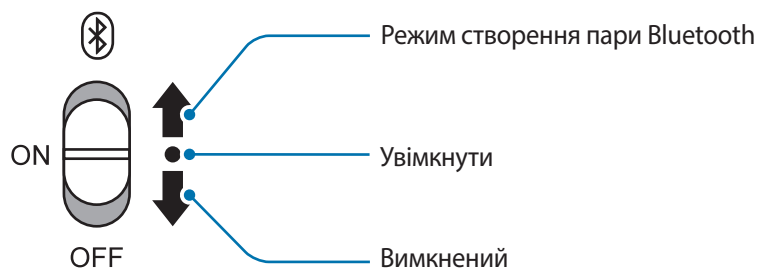 Режим створення пари Bluetooth
ON
Увімкнути
OFF
Вимкнений